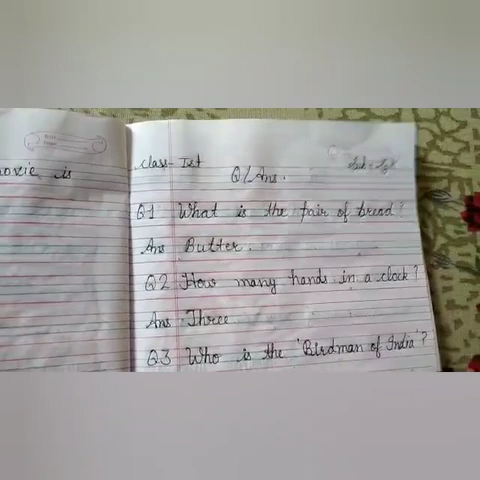 movie is
Class- Ist
Q/Ans.
Q1 What is the pair of bread?
Ans Butter.
Q2 How many hands in a clock?
Ans Three
Q3 Who is the 'Birdman of India'?